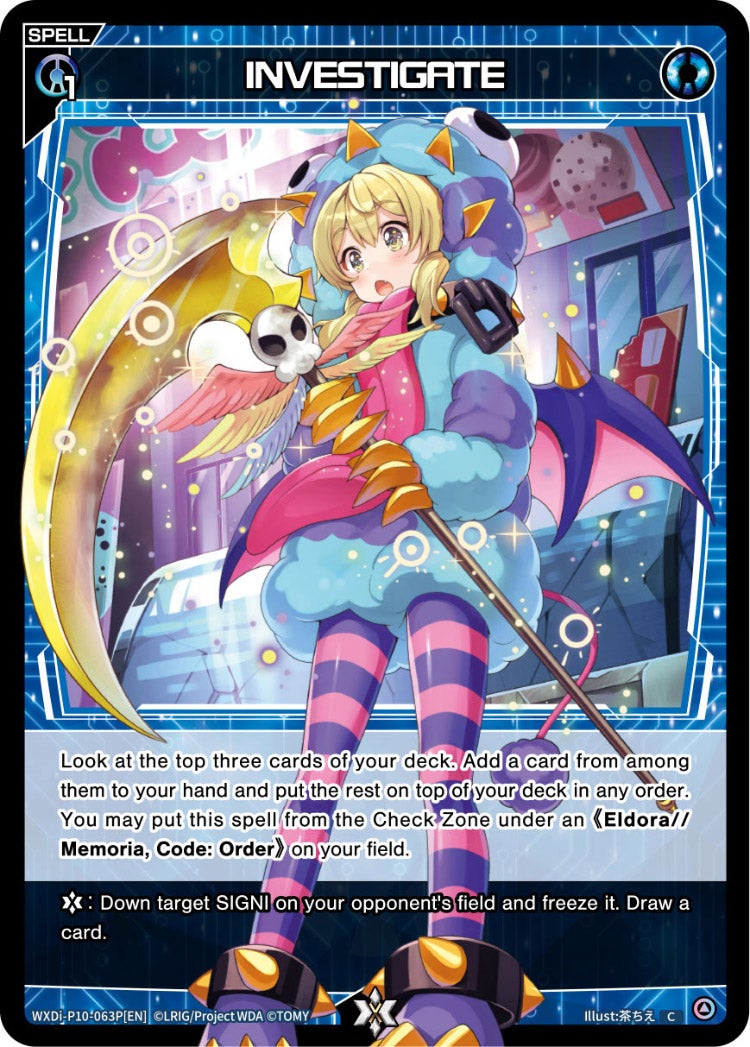 SPELL
INVESTIGATE
1
Look at the top three cards of your deck. Add a card from among
them to your hand and put the rest on top of your deck in any order.
You may put this spell from the Check Zone under an 《Eldora//
Memoria, Code: Order》 on your field.
: Down target SIGNI on your opponent's field and freeze it. Draw a
card.
WXDi-P10-063P[EN] ©LRIG/Project WDA ©TOMY
Illust:茶ちえ C